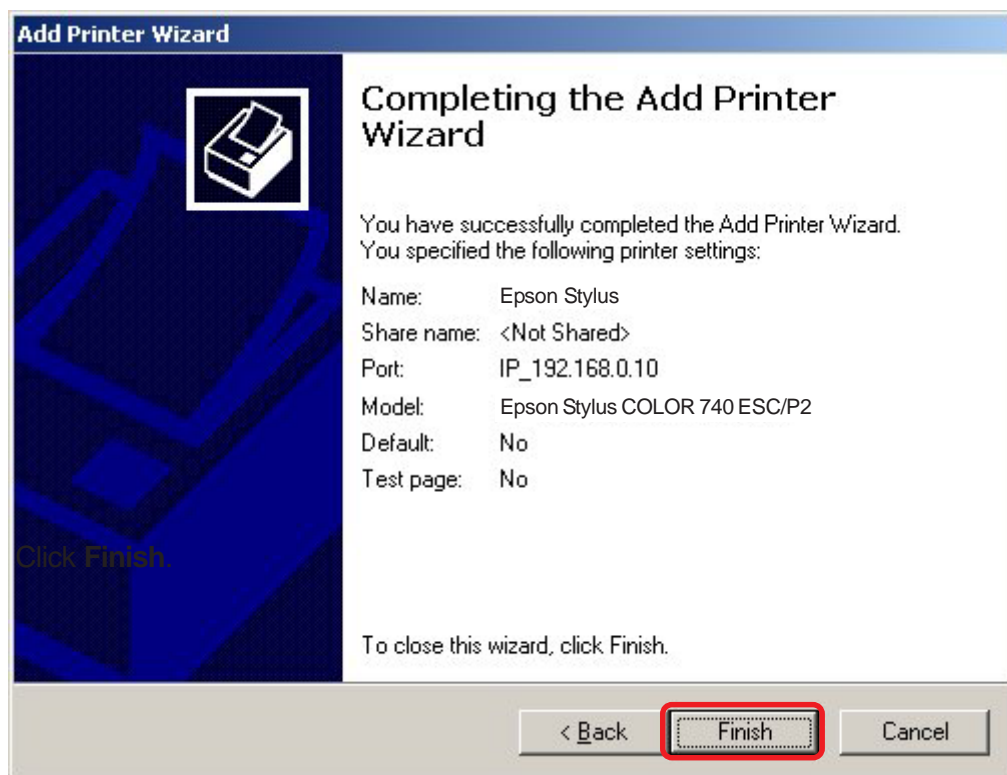 Add Printer Wizard
Completing the Add Printer
Wizard
You have successfully completed the Add Printer Wizard.
You specified the following printer settings:
Name: Epson Stylus
Share name: <Not Shared>
Port: IP_192.168.0.10
Model: Epson Stylus COLOR 740 ESC/P2
Default: No
Test page: No
Click Finish.
To close this wizard, click Finish.
< Back Finish Cancel